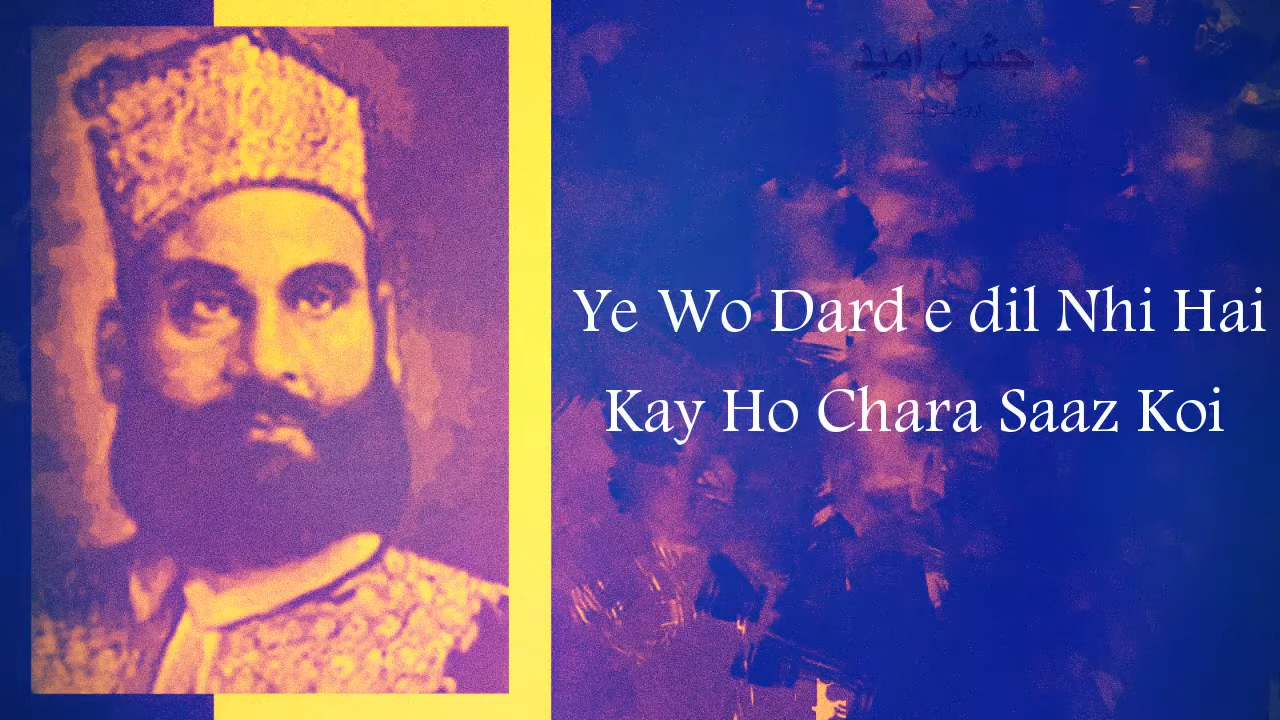 جشن امید
Ye Wo Dard e dil Nhi Hai
Kay Ho Chara Saaz Koi